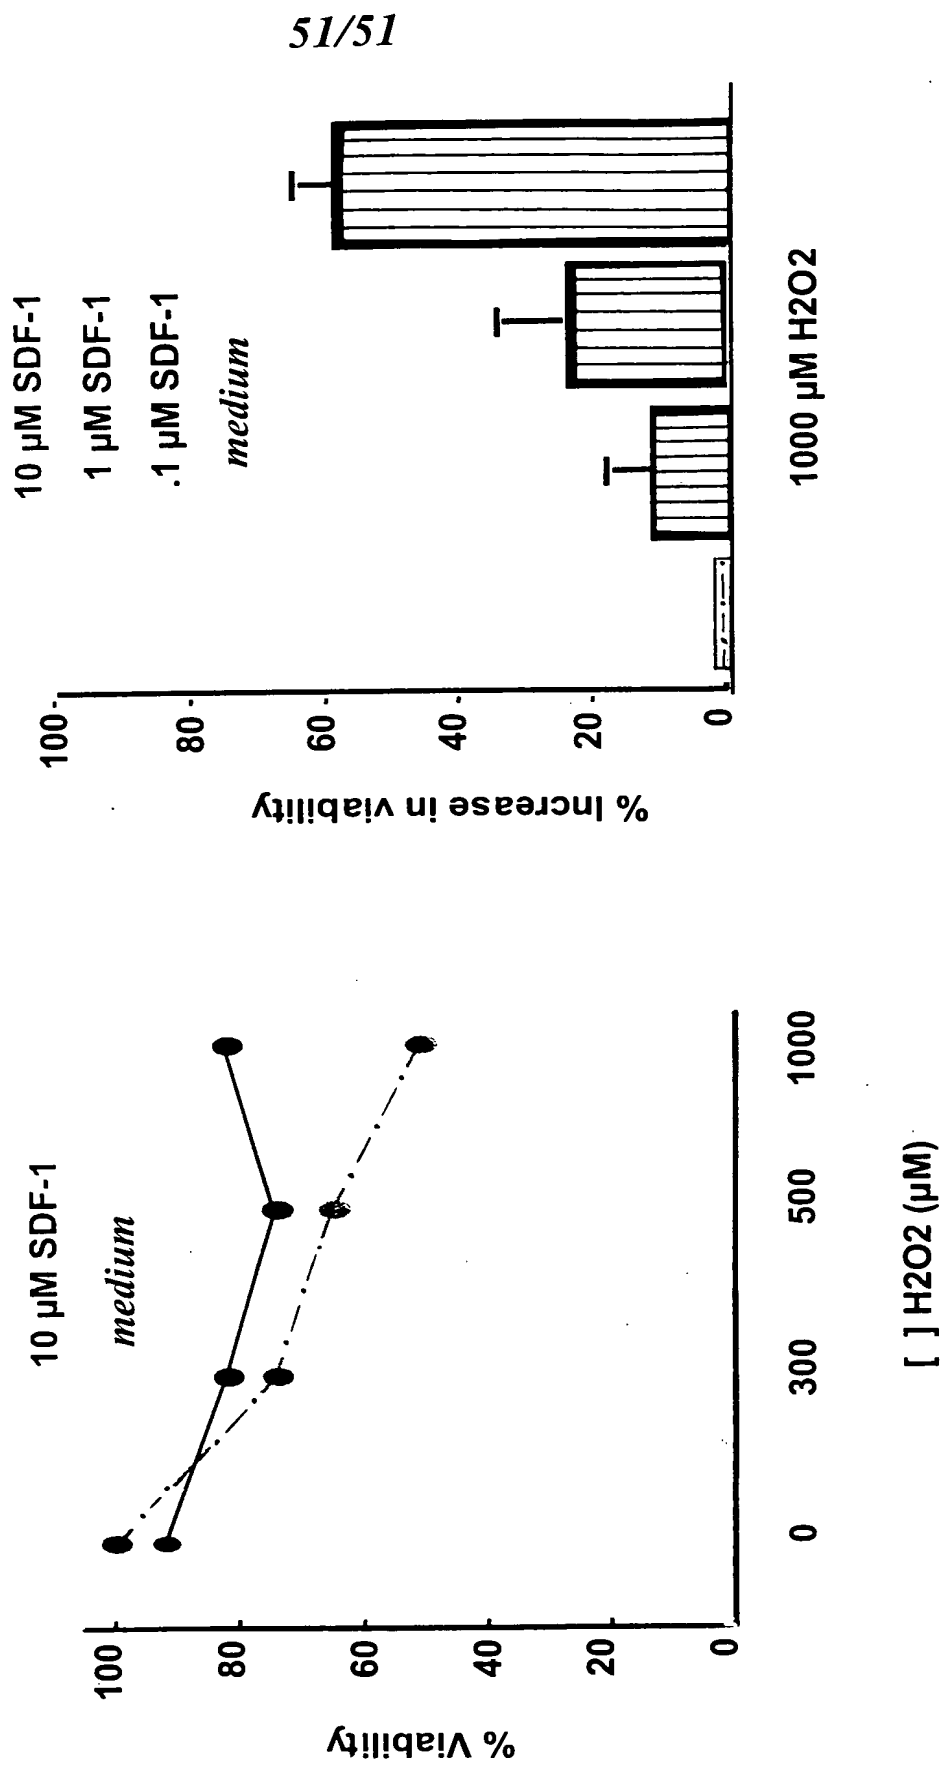 51/51
10 µM SDF-1
medium
% Viability
100
80
60
40
20
0
0
300
500
1000
[ ] H2O2 (µM)
10 µM SDF-1
1 µM SDF-1
.1 µM SDF-1
medium
% Increase in viability
100
80
60
40
20
0
1000 µM H2O2